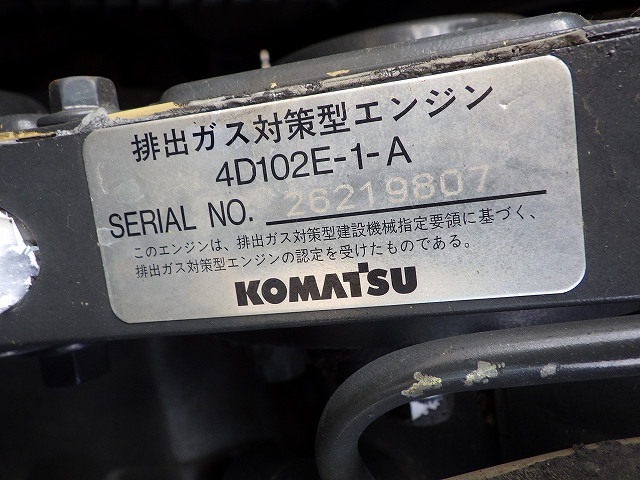 排出ガス対策型エンジン
4D102E-1-A
SERIAL NO. 26219807
このエンジンは、排出ガス対策型建設機械指定要領に基づく、
排出ガス対策型エンジンの認定を受けたものである。
KOMATSU